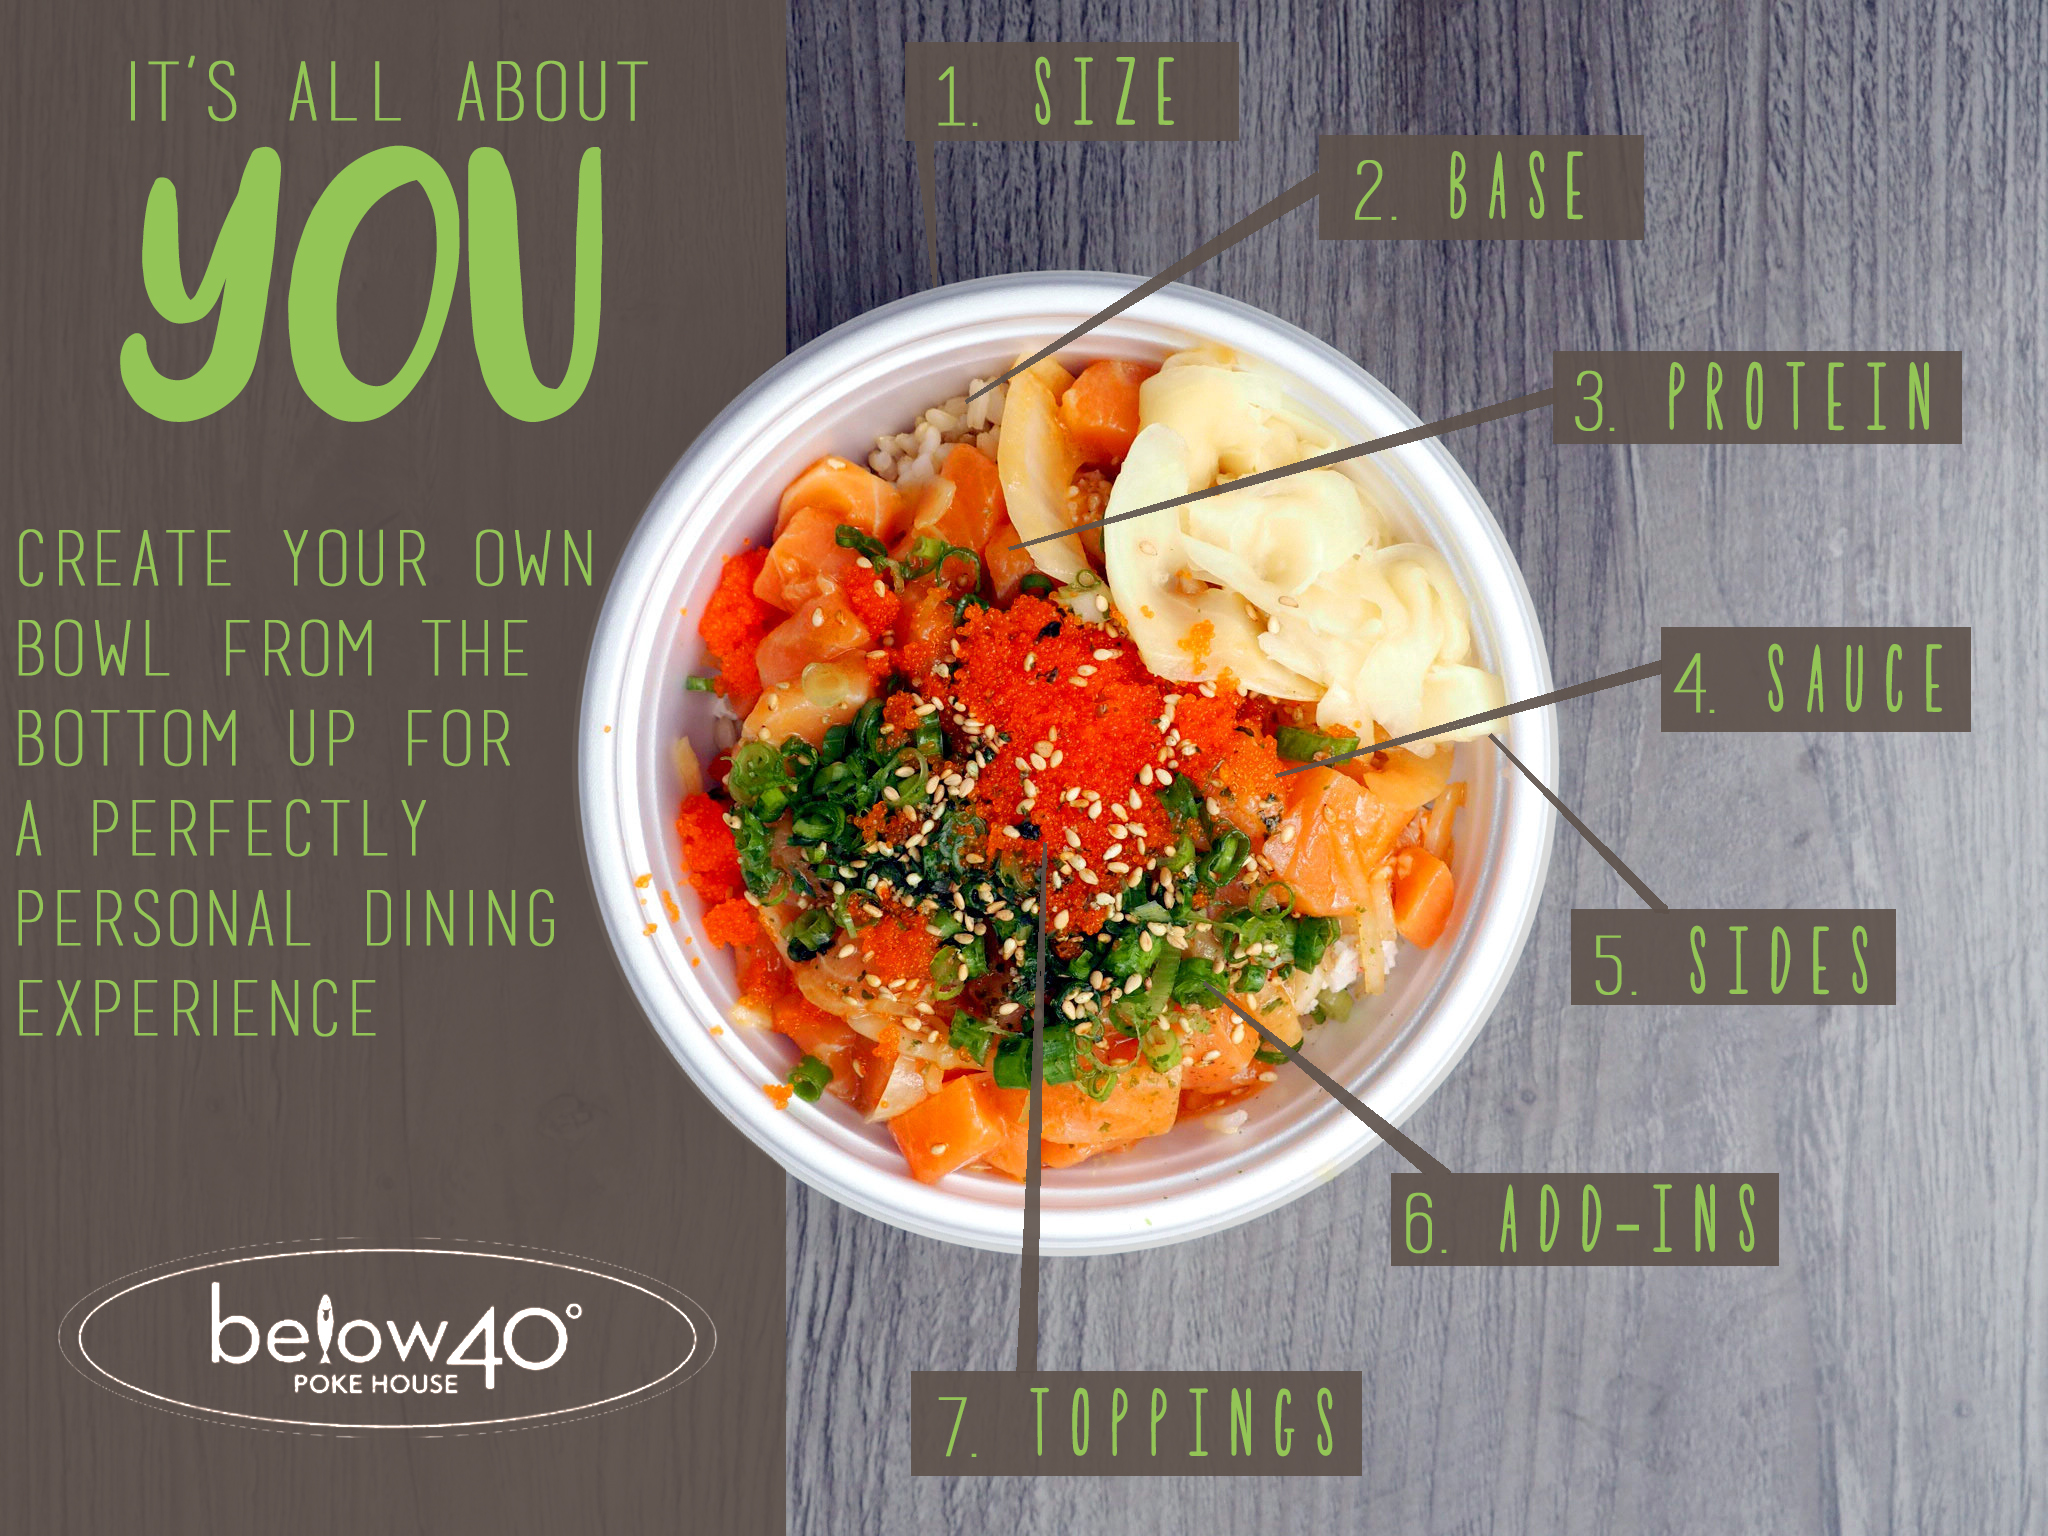 IT'S ALL ABOUT
YOU
CREATE YOUR OWN
BOWL FROM THE
BOTTOM UP FOR
A PERFECTLY
PERSONAL DINING
EXPERIENCE
below40°
POKE HOUSE
1. SIZE
2. BASE
3. PROTEIN
4. SAUCE
5. SIDES
6. ADD-INS
7. TOPPINGS